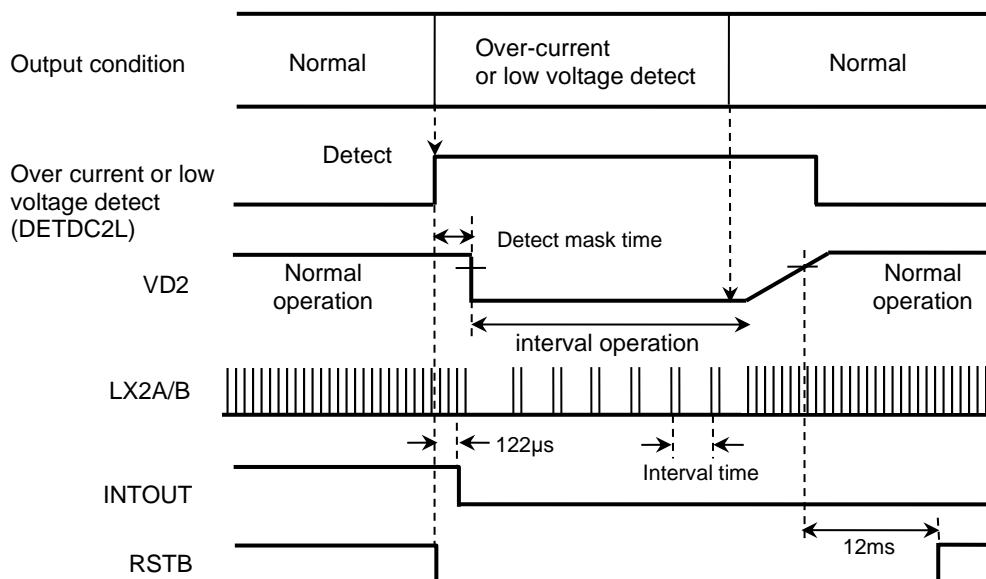 Output condition
Normal
Over-current
or low voltage detect
Normal
Over current or low
voltage detect
(DETDC2L)
Detect
Detect mask time
VD2
Normal
operation
Normal
operation
interval operation
LX2A/B
122µs
Interval time
INTOUT
12ms
RSTB